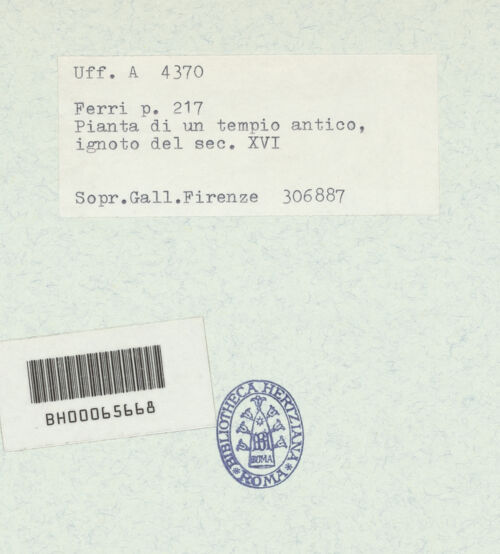 Uff. A 4370
Ferri p. 217
Pianta di un tempio antico,
ignoto del sec. XVI
Sopr.Gall.Firenze 306887
BH00065668
BIBLIOTHECA HERTZIANA
ROMA
* ROMA *